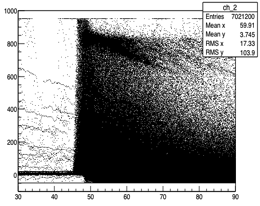 ch_2
Entries 7021200
Mean x 59.91
Mean y 3.745
RMS x 17.33
RMS y 103.9
1000
800
600
400
200
0
30 40 50 60 70 80 90